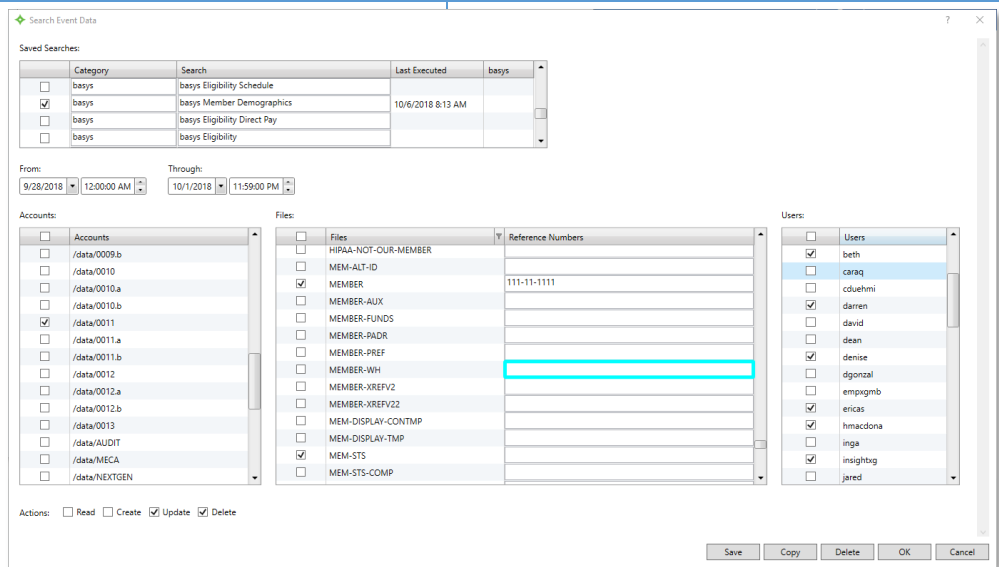 Search Event Data ?
Saved Searches:
Category Search Last Executed basys
basys basys Eligibility Schedule
basys basys Member Demographics 10/6/2018 8:13 AM
basys basys Eligibility Direct Pay
basys basys Eligibility
From: Through:
9/28/2018 12:00:00 AM 10/1/2018 11:59:00 PM
Accounts: Files: Users:
Accounts Files Reference Numbers Users
/data/0009.b HIPAA-NOT-OUR-MEMBER beth
/data/0010 MEM-ALT-ID caraq
/data/0010.a MEMBER 111-11-1111 cduehmi
/data/0010.b MEMBER-AUX darren
/data/0011 MEMBER-FUNDS david
/data/0011.a MEMBER-PADR dean
/data/0011.b MEMBER-PREF denise
/data/0012 MEMBER-WH dgonzal
/data/0012.a MEMBER-XREFV2 empxgmb
/data/0012.b MEMBER-XREFV22 ericas
/data/0013 MEM-DISPLAY-CONTMP hmacdona
/data/AUDIT MEM-DISPLAY-TMP inga
/data/MECA MEM-STS insightxg
/data/NEXTGEN MEM-STS-COMP jared
Actions: Read Create Update Delete
Save Copy Delete OK Cancel